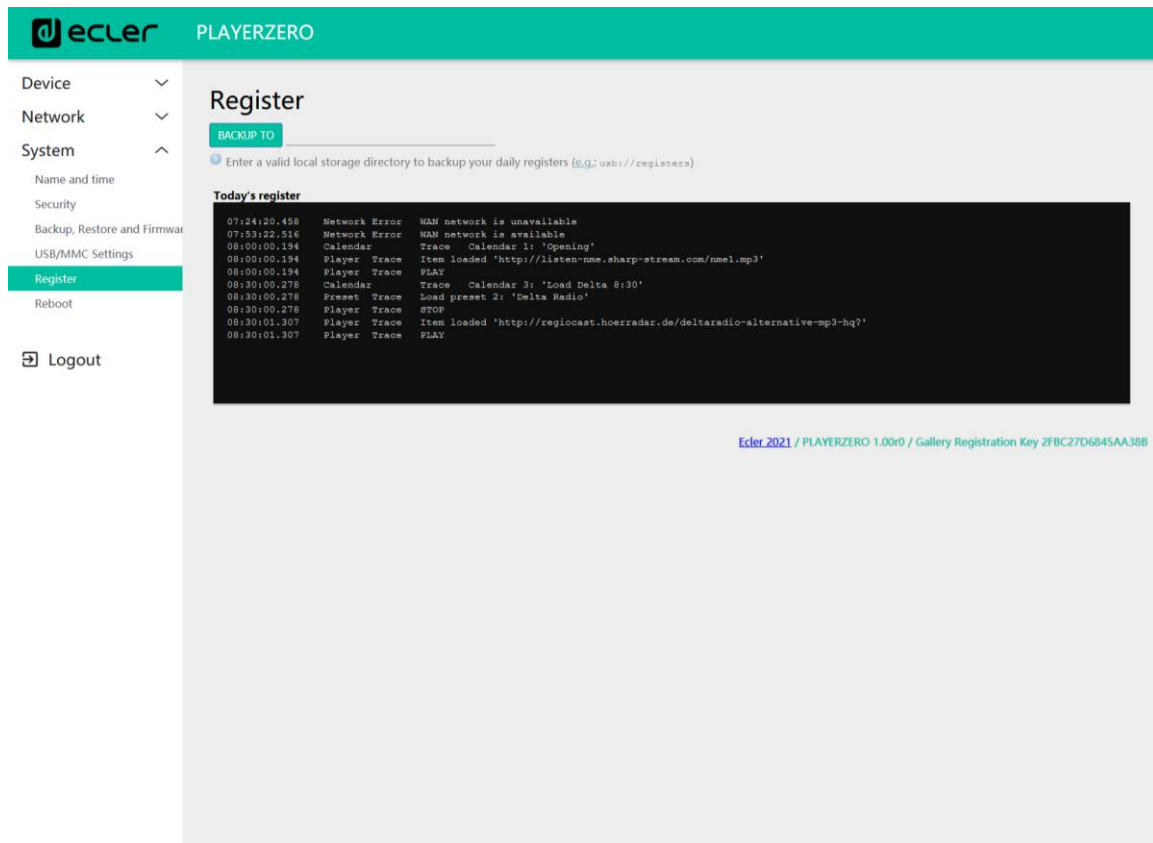 ecler PLAYERZERO
Device
Network
System
Name and time
Security
Backup, Restore and Firmwar
USB/MMC Settings
Register
Reboot
Logout
Register
BACKUP TO
Enter a valid local storage directory to backup your daily registers (e.g.: usb://registers)
Today's register
07:24:20.458 Network Error WAN network is unavailable
07:53:22.516 Network Error WAN network is available
08:00:00.194 Calendar Trace Calendar 1: 'Opening'
08:00:00.194 Player Trace Item loaded 'http://listen-nme.sharp-stream.com/nme1.mp3'
08:00:00.194 Player Trace PLAY
08:30:00.278 Calendar Trace Calendar 3: 'Load Delta 8:30'
08:30:00.278 Preset Trace Load preset 2: 'Delta Radio'
08:30:00.278 Player Trace STOP
08:30:01.307 Player Trace Item loaded 'http://regiocast.hoerradar.de/deltaradio-alternative-mp3-hq?'
08:30:01.307 Player Trace PLAY
Ecler 2021 / PLAYERZERO 1.00r0 / Gallery Registration Key 2FBC27D6845AA38B